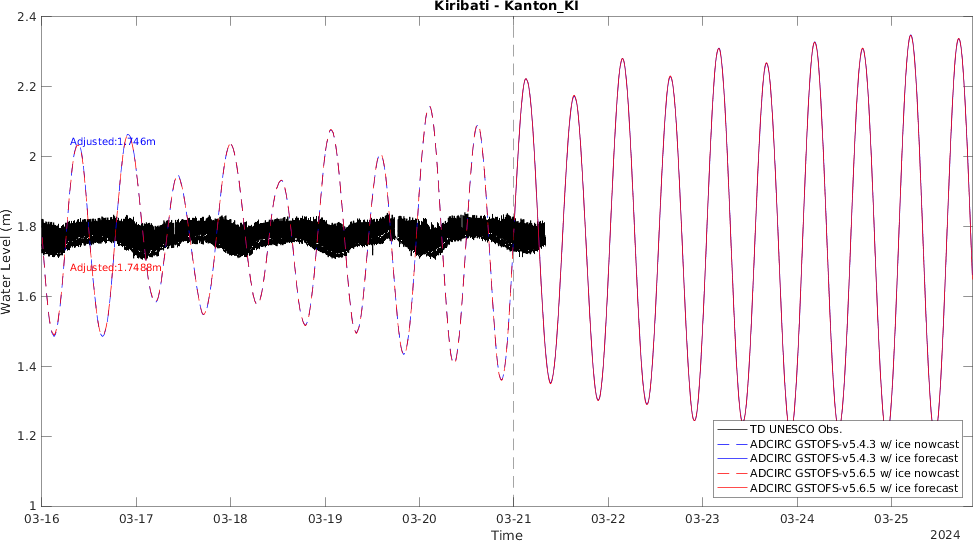 Kiribati - Kanton_KI
2.4
2.2
2
1.8
1.6
1.4
1.2
1
Water Level (m)
Adjusted:1.746m
Adjusted:1.7488m
TD UNESCO Obs.
ADCIRC GSTOFS-v5.4.3 w/ ice nowcast
ADCIRC GSTOFS-v5.4.3 w/ ice forecast
ADCIRC GSTOFS-v5.6.5 w/ ice nowcast
ADCIRC GSTOFS-v5.6.5 w/ ice forecast
03-16
03-17
03-18
03-19
03-20
03-21
03-22
03-23
03-24
03-25
Time
2024